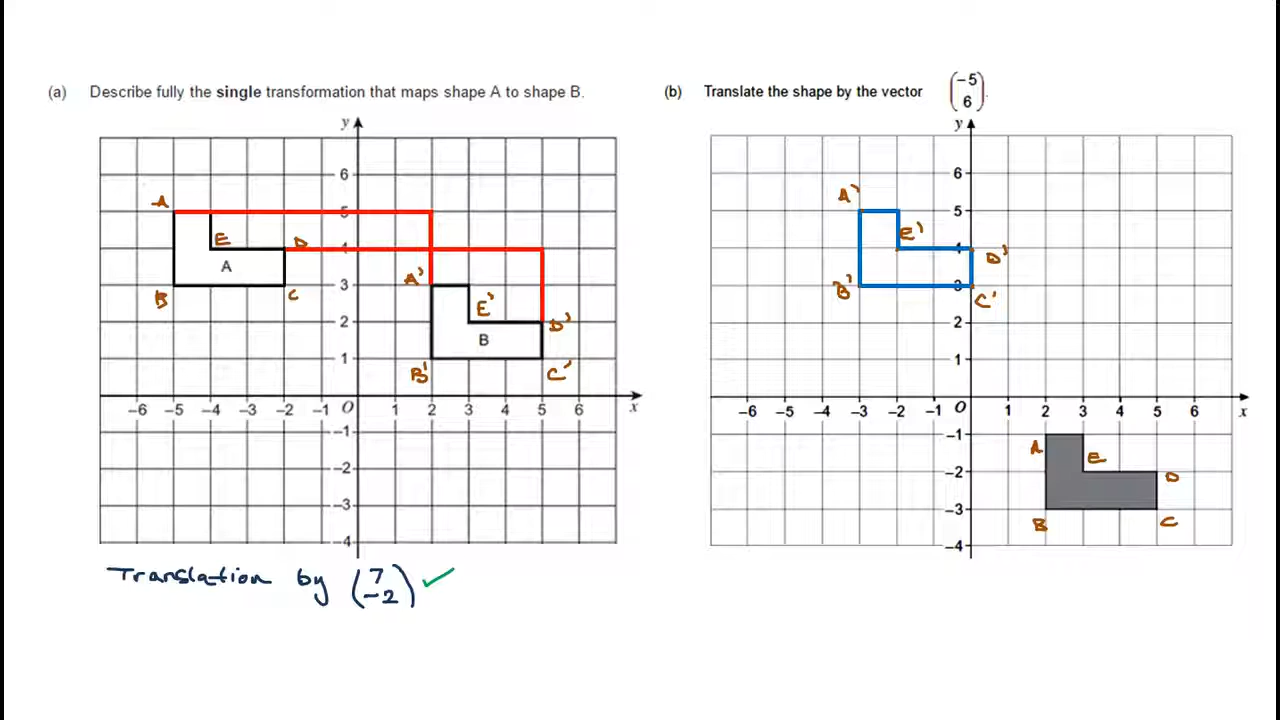 (a) Describe fully the single transformation that maps shape A to shape B.
y
6
5
4
3
2
1
O
-6 -5 -4 -3 -2 -1 1 2 3 4 5 6 x
-1
-2
-3
-4
A
E D
A
B C
A'
E' D'
B
B' C'
Translation by (7 -2) ✓
(b) Translate the shape by the vector (-5 6).
y
6
5
4
3
2
1
O
-6 -5 -4 -3 -2 -1 1 2 3 4 5 6 x
-1
-2
-3
-4
A'
E' D'
B' C'
A E D
B C